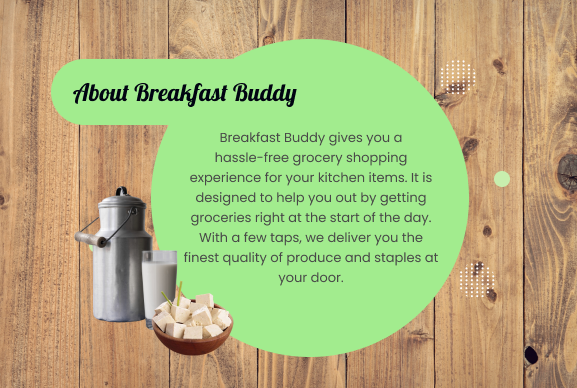 About Breakfast Buddy
Breakfast Buddy gives you a
hassle-free grocery shopping
experience for your kitchen items. It is
designed to help you out by getting
groceries right at the start of the day.
With a few taps, we deliver you the
finest quality of produce and staples at
your door.